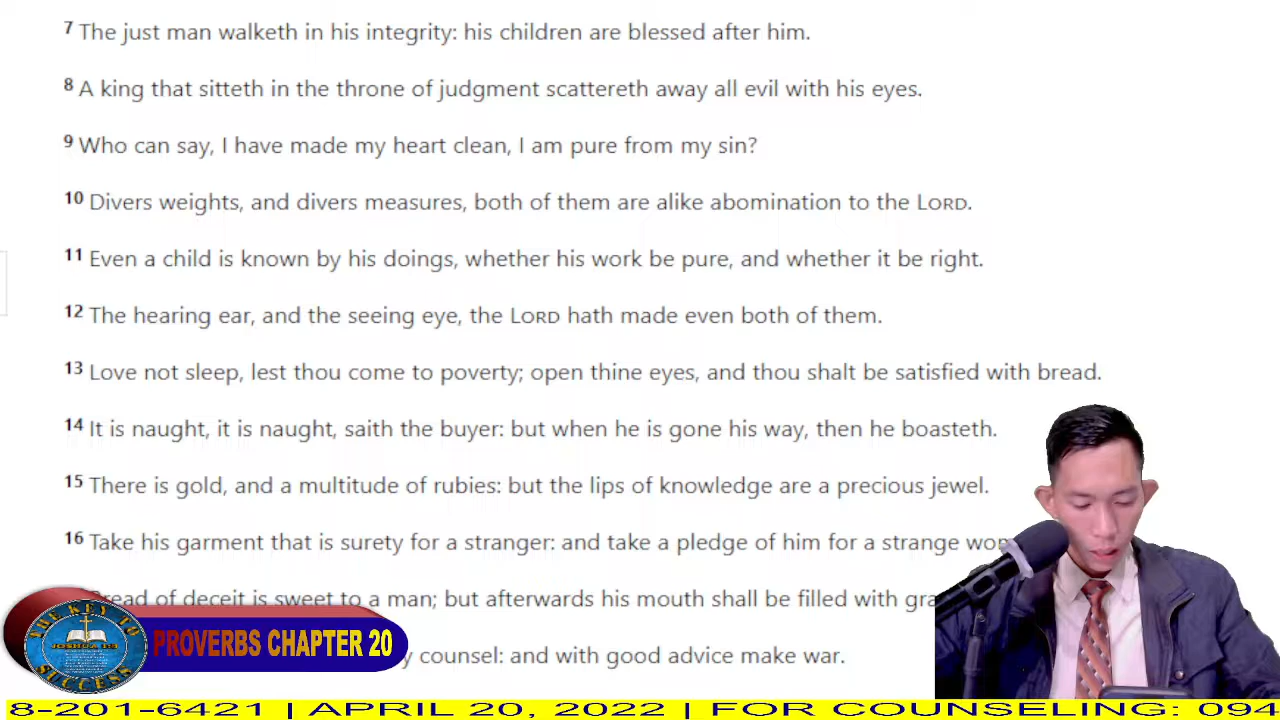 7 The just man walketh in his integrity: his children are blessed after him.
8 A king that sitteth in the throne of judgment scattereth away all evil with his eyes.
9 Who can say, I have made my heart clean, I am pure from my sin?
10 Divers weights, and divers measures, both of them are alike abomination to the LORD.
11 Even a child is known by his doings, whether his work be pure, and whether it be right.
12 The hearing ear, and the seeing eye, the LORD hath made even both of them.
13 Love not sleep, lest thou come to poverty; open thine eyes, and thou shalt be satisfied with bread.
14 It is naught, it is naught, saith the buyer: but when he is gone his way, then he boasteth.
15 There is gold, and a multitude of rubies: but the lips of knowledge are a precious jewel.
16 Take his garment that is surety for a stranger: and take a pledge of him for a strange
Bread of deceit is sweet to a man; but afterwards his mouth shall be filled with
counsel: and with good advice make war.
THE KEY TO
JOSHUA 1:8
SUCCESS
PROVERBS CHAPTER 20
8-201-6421 | APRIL 20, 2022 | FOR COUNSELING: 094